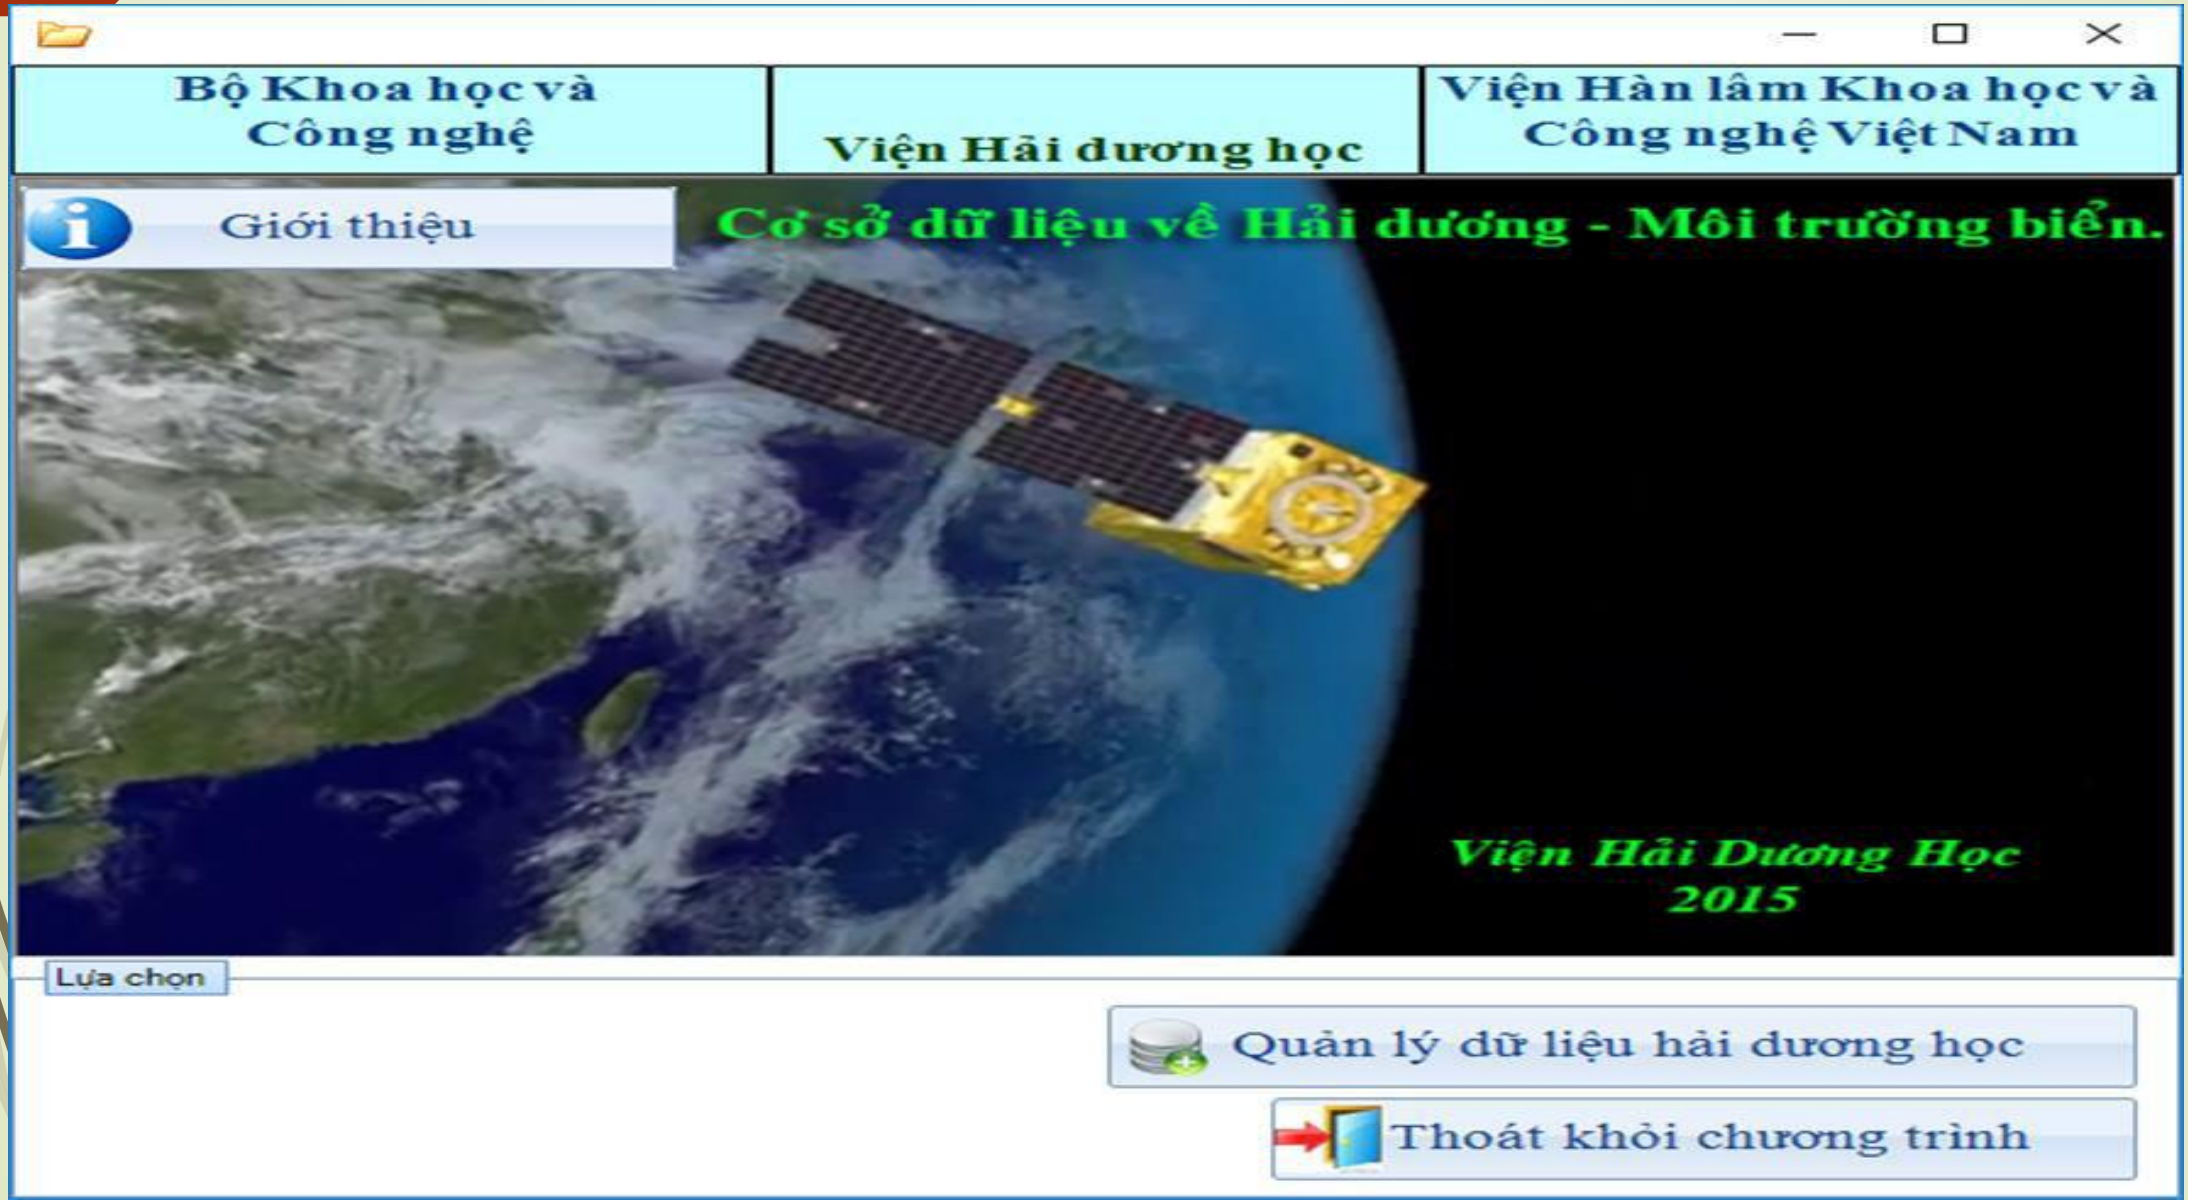 Bộ Khoa học và
Công nghệ
Viện Hải dương học
Viện Hàn lâm Khoa học và
Công nghệ Việt Nam
Giới thiệu
Cơ sở dữ liệu về Hải dương - Môi trường biển.
Viện Hải Dương Học
2015
Lựa chọn
Quản lý dữ liệu hải dương học
Thoát khỏi chương trình